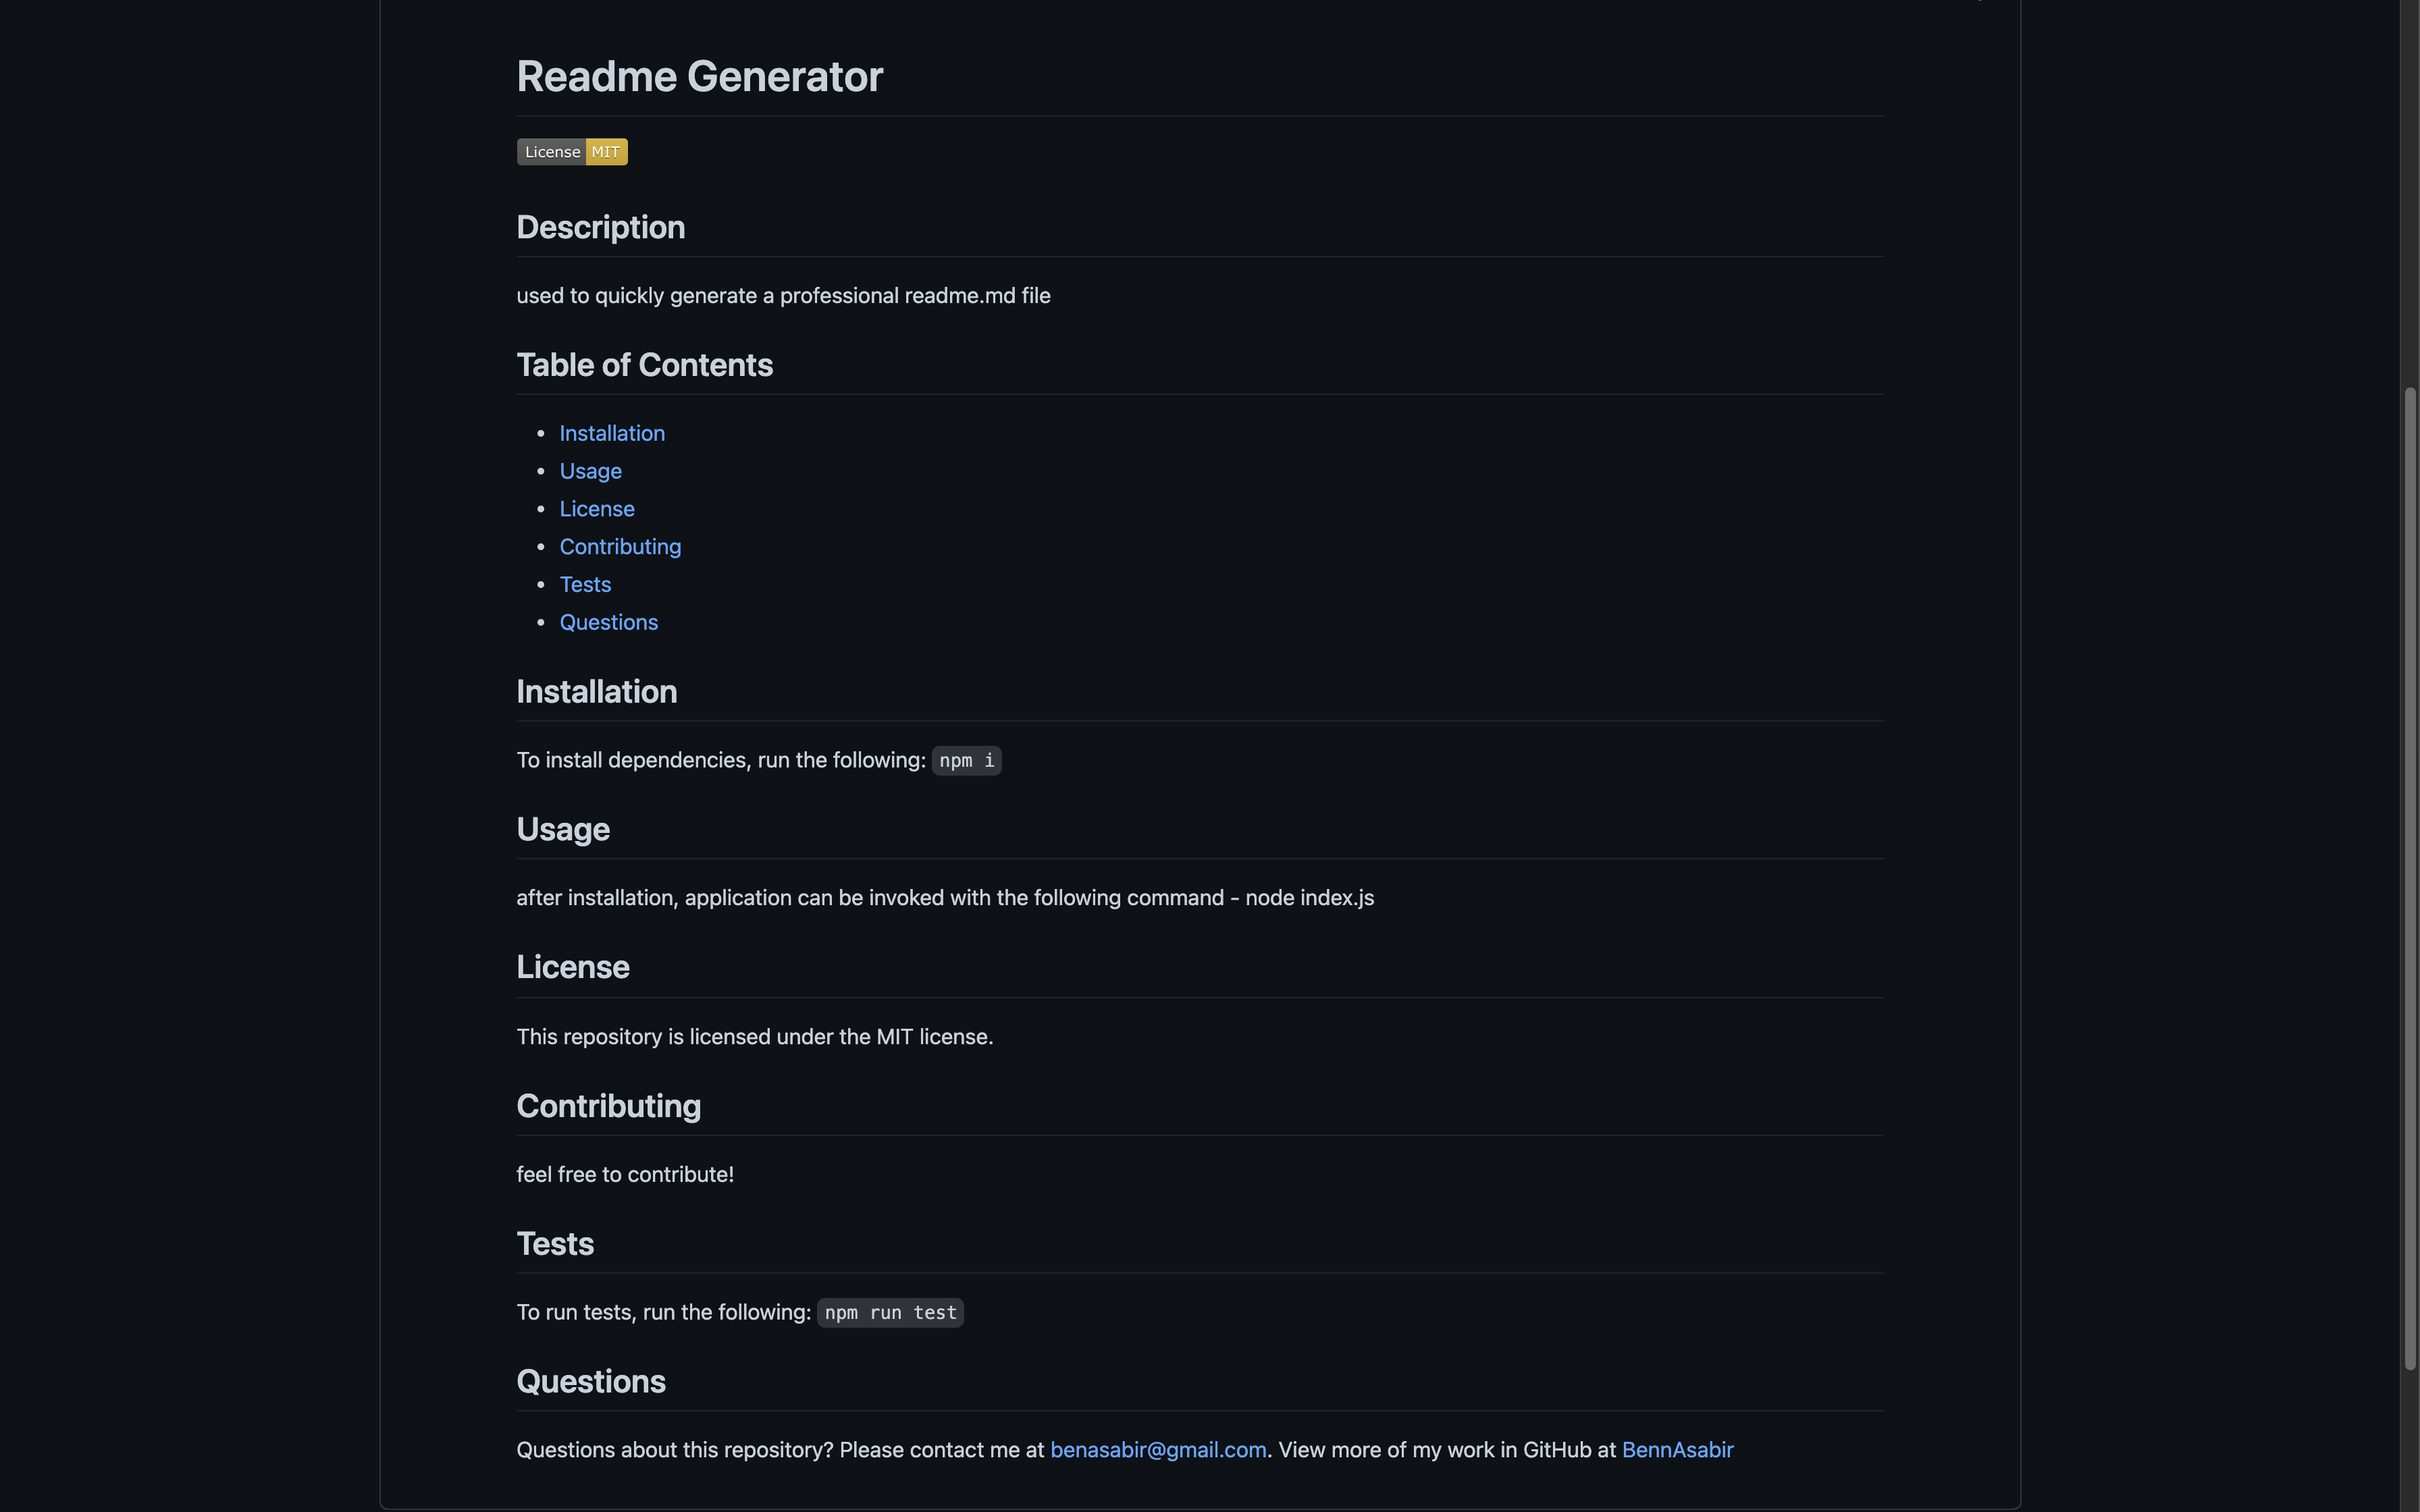 Readme Generator
License MIT
Description
used to quickly generate a professional readme.md file
Table of Contents
Installation
Usage
License
Contributing
Tests
Questions
Installation
To install dependencies, run the following: npm i
Usage
after installation, application can be invoked with the following command - node index.js
License
This repository is licensed under the MIT license.
Contributing
feel free to contribute!
Tests
To run tests, run the following: npm run test
Questions
Questions about this repository? Please contact me at benasabir@gmail.com. View more of my work in GitHub at BennAsabir